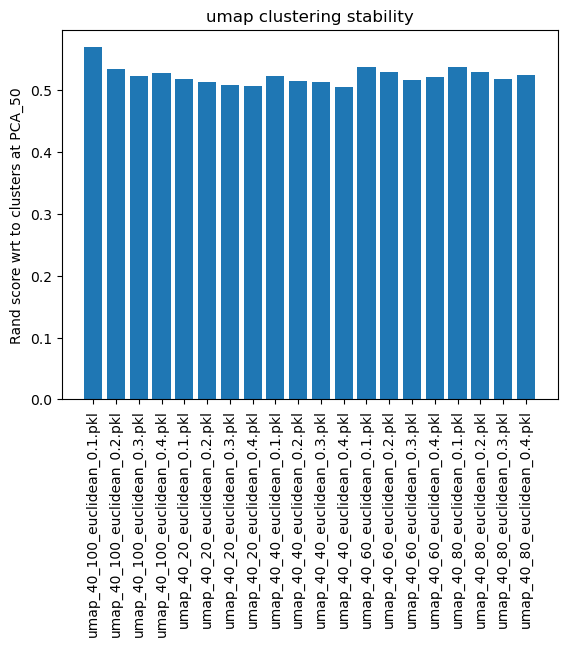 umap clustering stability
Rand score wrt to clusters at PCA_50
0.5
0.4
0.3
0.2
0.1
0.0
umap_40_100_euclidean_0.1.pkl
umap_40_100_euclidean_0.2.pkl
umap_40_100_euclidean_0.3.pkl
umap_40_100_euclidean_0.4.pkl
umap_40_20_euclidean_0.1.pkl
umap_40_20_euclidean_0.2.pkl
umap_40_20_euclidean_0.3.pkl
umap_40_20_euclidean_0.4.pkl
umap_40_40_euclidean_0.1.pkl
umap_40_40_euclidean_0.2.pkl
umap_40_40_euclidean_0.3.pkl
umap_40_40_euclidean_0.4.pkl
umap_40_60_euclidean_0.1.pkl
umap_40_60_euclidean_0.2.pkl
umap_40_60_euclidean_0.3.pkl
umap_40_60_euclidean_0.4.pkl
umap_40_80_euclidean_0.1.pkl
umap_40_80_euclidean_0.2.pkl
umap_40_80_euclidean_0.3.pkl
umap_40_80_euclidean_0.4.pkl